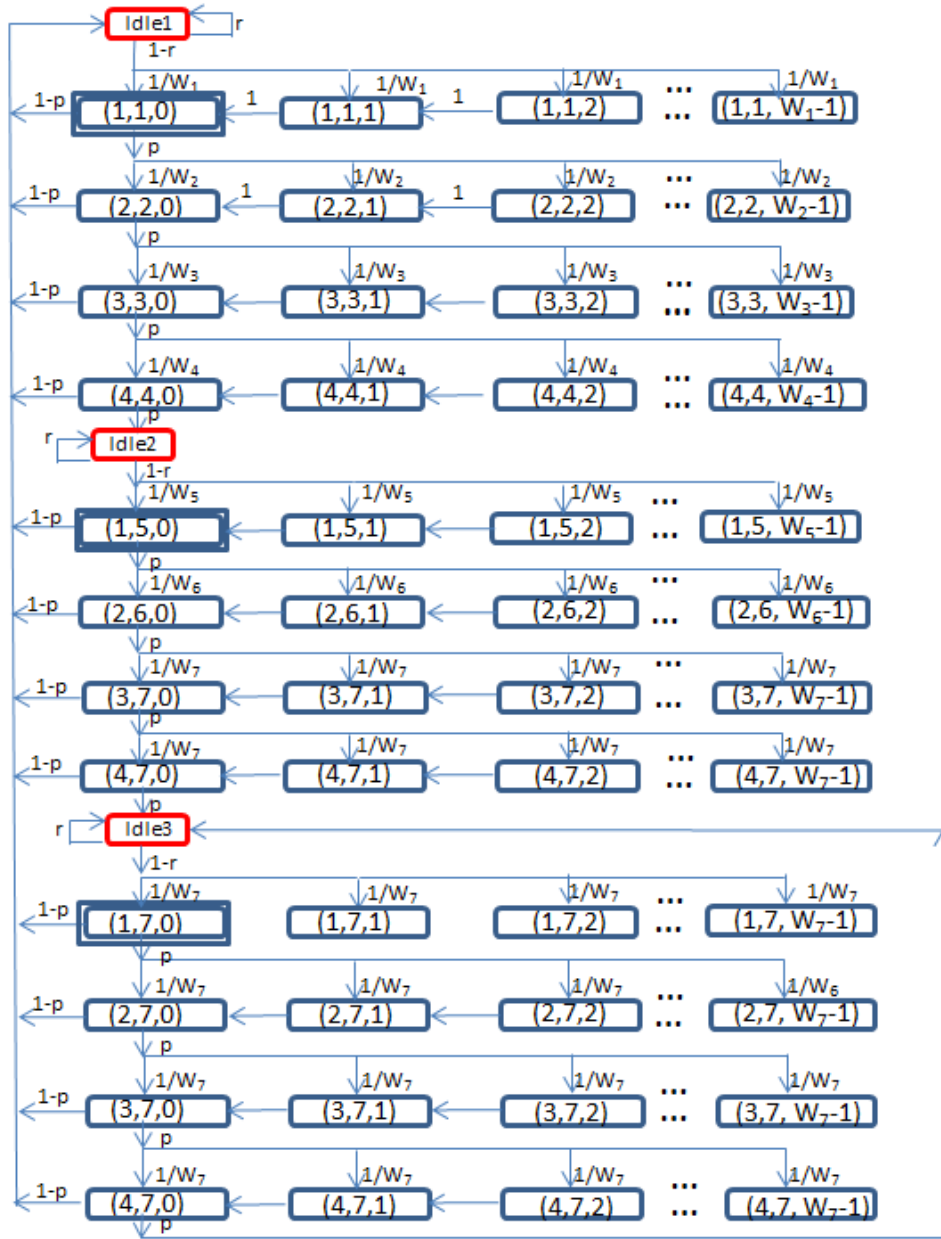 Idle1 r
1-r
1-p 1/W₁ 1 1/W₁ 1 1/W₁ ... 1/W₁
(1,1,0) (1,1,1) (1,1,2) ... (1,1, W₁-1)
p
1-p 1/W₂ 1 1/W₂ 1 1/W₂ ... 1/W₂
(2,2,0) (2,2,1) (2,2,2) ... (2,2, W₂-1)
p
1-p 1/W₃ 1/W₃ 1/W₃ ... 1/W₃
(3,3,0) (3,3,1) (3,3,2) ... (3,3, W₃-1)
p
1-p 1/W₄ 1/W₄ 1/W₄ ... 1/W₄
(4,4,0) (4,4,1) (4,4,2) ... (4,4, W₄-1)
p
r Idle2
1-r
1-p 1/W₅ 1/W₅ 1/W₅ ... 1/W₅
(1,5,0) (1,5,1) (1,5,2) ... (1,5, W₅-1)
p
1-p 1/W₆ 1/W₆ 1/W₆ ... 1/W₆
(2,6,0) (2,6,1) (2,6,2) ... (2,6, W₆-1)
p
1-p 1/W₇ 1/W₇ 1/W₇ ... 1/W₇
(3,7,0) (3,7,1) (3,7,2) ... (3,7, W₇-1)
p
1-p 1/W₇ 1/W₇ 1/W₇ ... 1/W₇
(4,7,0) (4,7,1) (4,7,2) ... (4,7, W₇-1)
p
r Idle3
1-r
1-p 1/W₇ 1/W₇ 1/W₇ ... 1/W₇
(1,7,0) (1,7,1) (1,7,2) ... (1,7, W₇-1)
p
1-p 1/W₇ 1/W₇ 1/W₇ ... 1/W₆
(2,7,0) (2,7,1) (2,7,2) ... (2,7, W₇-1)
p
1-p 1/W₇ 1/W₇ 1/W₇ ... 1/W₇
(3,7,0) (3,7,1) (3,7,2) ... (3,7, W₇-1)
p
1-p 1/W₇ 1/W₇ 1/W₇ ... 1/W₇
(4,7,0) (4,7,1) (4,7,2) ... (4,7, W₇-1)
p